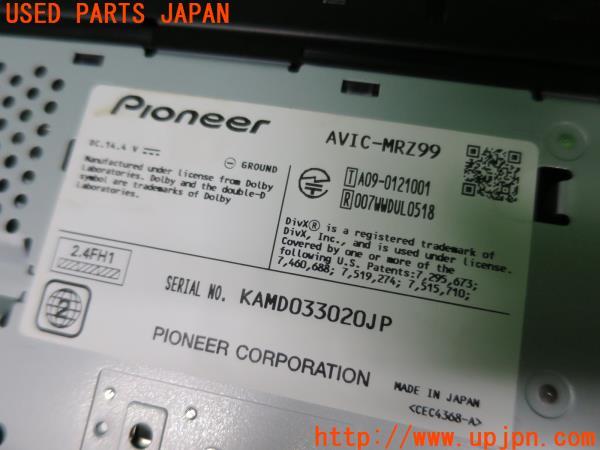 USED PARTS JAPAN
Pioneer
AVIC-MRZ99
DC.14.4 V
GROUND
Manufactured under license from Dolby
Laboratories. Dolby and the double-D
symbol are trademarks of Dolby
Laboratories.
T A09-0121001
R 007WWDUL0518
DivX® is a registered trademark of
DivX, Inc., and is used under license.
Covered by one or more of the
following U.S. Patents:7,295,673;
7,460,688; 7,519,274; 7,515,710;
2.4FH1
2
SERIAL NO. KAMD033020JP
PIONEER CORPORATION
MADE IN JAPAN
<CEC4368-A>
http://www.upjpn.com